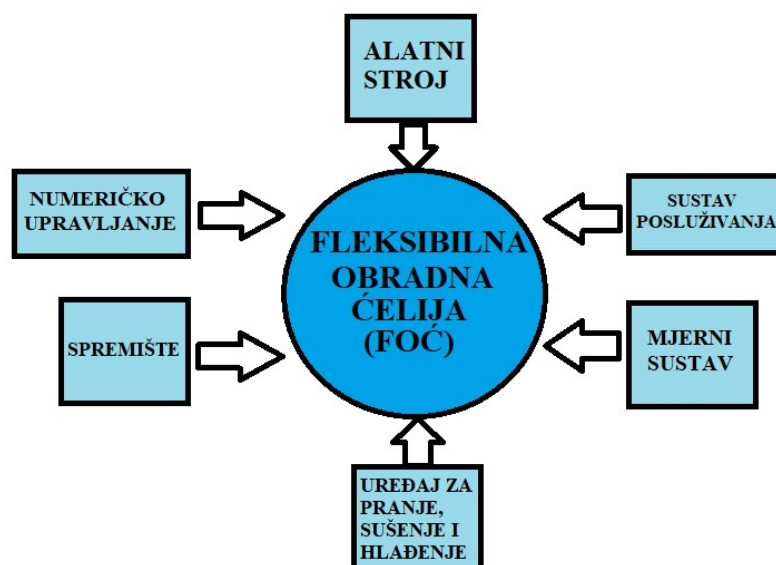 ALATNI
STROJ
NUMERIČKO
UPRAVLJANJE
SUSTAV
POSLUŽIVANJA
FLEKSIBILNA
OBRADNA
ĆELIJA
(FOĆ)
SPREMIŠTE
MJERNI
SUSTAV
UREĐAJ ZA
PRANJE,
SUŠENJE I
HLAĐENJE